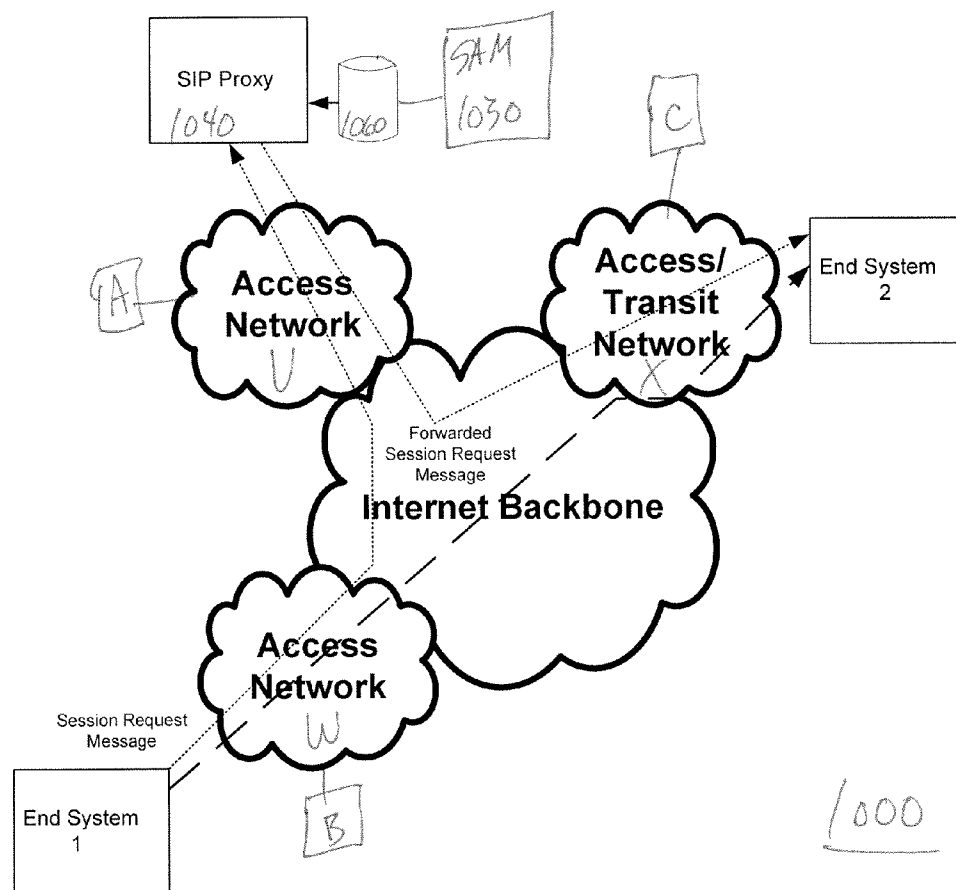 SIP Proxy
1040
1060
SAM
1030
C
A
Access
Network
U
Access/
Transit
Network
X
End System
2
Forwarded
Session Request
Message
Internet Backbone
Access
Network
W
Session Request
Message
End System
1
B
1000